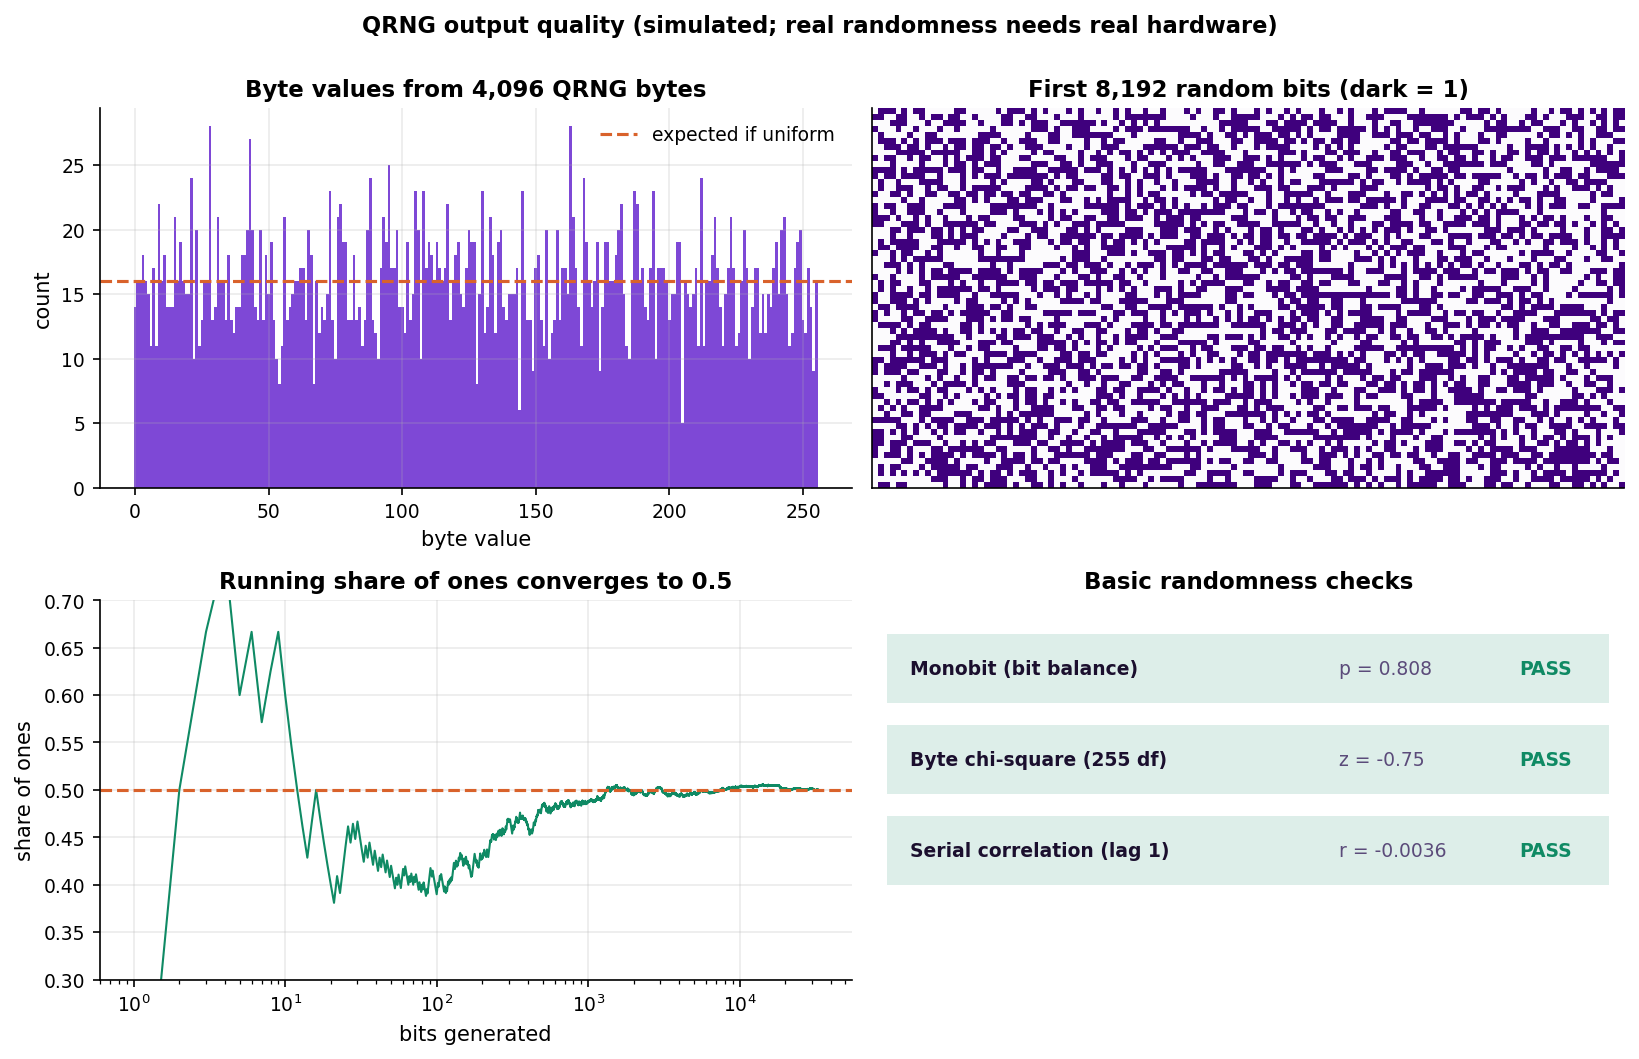 QRNG output quality (simulated; real randomness needs real hardware)
Byte values from 4,096 QRNG bytes
expected if uniform
25
20
15
10
5
0
count
0 50 100 150 200 250
byte value
First 8,192 random bits (dark = 1)
Running share of ones converges to 0.5
0.70
0.65
0.60
0.55
0.50
0.45
0.40
0.35
0.30
share of ones
10⁰ 10¹ 10² 10³ 10⁴
bits generated
Basic randomness checks
Monobit (bit balance) p = 0.808 PASS
Byte chi-square (255 df) z = -0.75 PASS
Serial correlation (lag 1) r = -0.0036 PASS